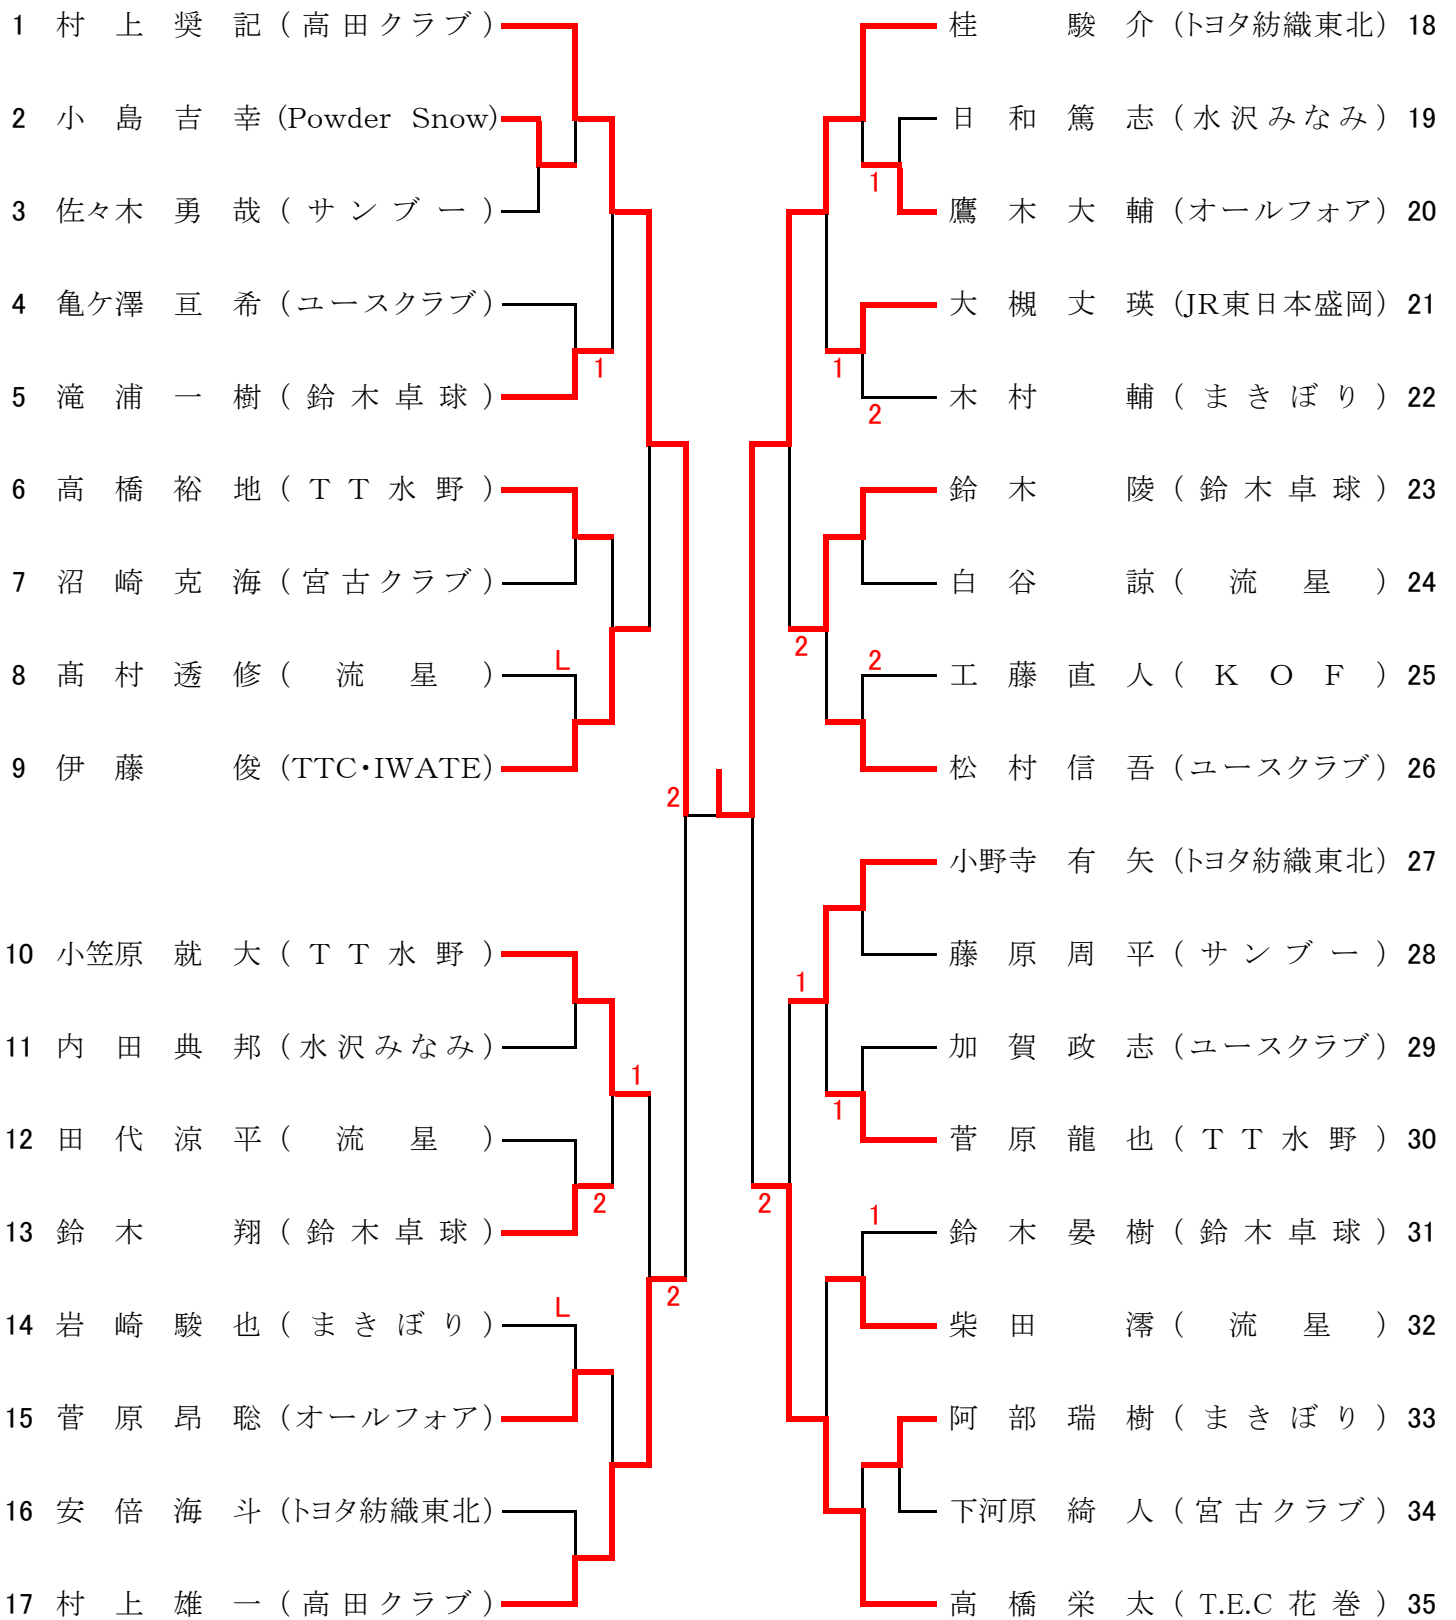 1 村上奨記 (高田クラブ)
2 小島吉幸 (Powder Snow)
3 佐々木勇哉 (サンブー)
4 亀ケ澤亘希 (ユースクラブ)
1
5 滝浦一樹 (鈴木卓球)
6 高橋裕地 (TT水野)
7 沼崎克海 (宮古クラブ)
L
8 髙村透修 (流星)
9 伊藤俊 (TTC・IWATE)
2
10 小笠原就大 (TT水野)
11 内田典邦 (水沢みなみ)
1
12 田代涼平 (流星)
2
13 鈴木翔 (鈴木卓球)
2
L
14 岩崎駿也 (まきぼり)
15 菅原昂聡 (オールフォア)
16 安倍海斗 (トヨタ紡織東北)
17 村上雄一 (高田クラブ)
桂駿介 (トヨタ紡織東北) 18
日和篤志 (水沢みなみ) 19
1
鷹木大輔 (オールフォア) 20
大槻丈瑛 (JR東日本盛岡) 21
1
木村輔 (まきぼり) 22
2
鈴木陵 (鈴木卓球) 23
白谷諒 (流星) 24
2
2
工藤直人 (KOF) 25
松村信吾 (ユースクラブ) 26
小野寺有矢 (トヨタ紡織東北) 27
藤原周平 (サンブー) 28
1
加賀政志 (ユースクラブ) 29
1
菅原龍也 (TT水野) 30
2
1
鈴木晏樹 (鈴木卓球) 31
柴田澪 (流星) 32
阿部瑞樹 (まきぼり) 33
下河原綺人 (宮古クラブ) 34
高橋栄太 (T.E.C花巻) 35